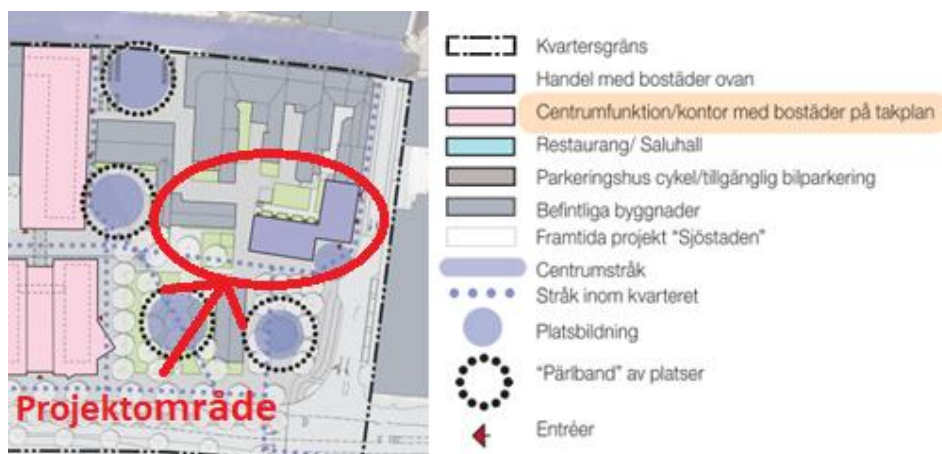 Projektområde
Kvartersgräns
Handel med bostäder ovan
Centrumfunktion/kontor med bostäder på takplan
Restaurang/ Saluhall
Parkeringshus cykel/tillgänglig bilparkering
Befintliga byggnader
Framtida projekt "Sjöstaden"
Centrumstråk
Stråk inom kvarteret
Platsbildning
"Pärlband" av platser
Entréer